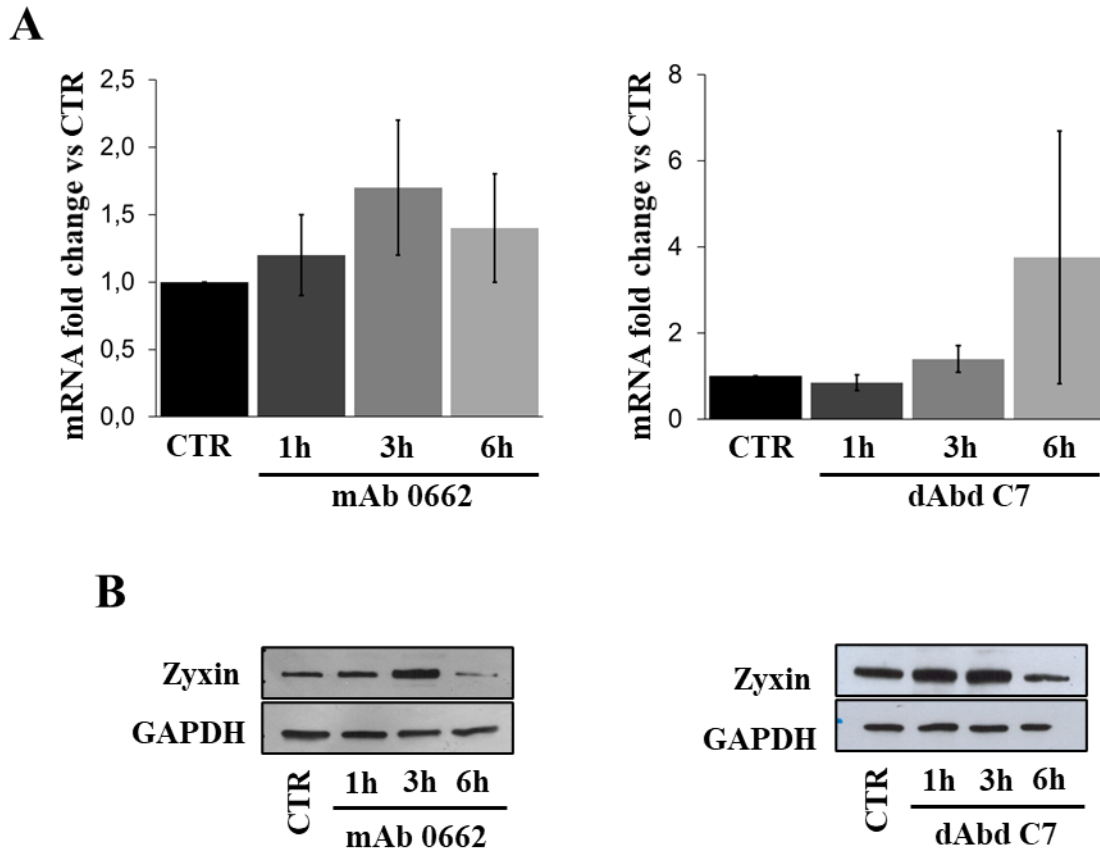 A
mRNA fold change vs CTR
2,5
2,0
1,5
1,0
0,5
0,0
CTR 1h 3h 6h
mAb 0662
mRNA fold change vs CTR
8
6
4
2
0
CTR 1h 3h 6h
dAbd C7
B
Zyxin
GAPDH
CTR 1h 3h 6h
mAb 0662
Zyxin
GAPDH
CTR 1h 3h 6h
dAbd C7